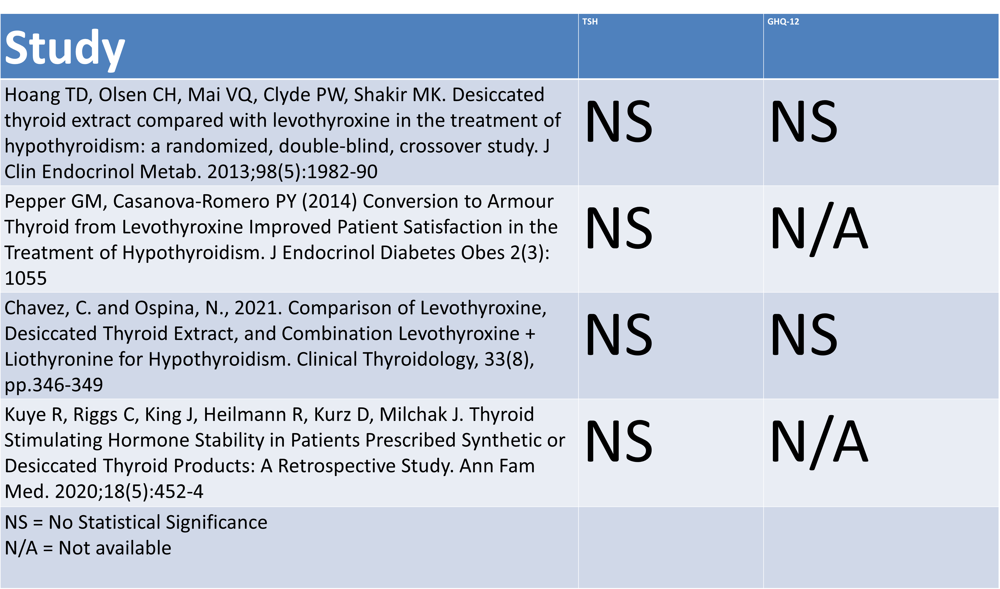 Study
TSH
GHQ-12
Hoang TD, Olsen CH, Mai VQ, Clyde PW, Shakir MK. Desiccated
thyroid extract compared with levothyroxine in the treatment of
hypothyroidism: a randomized, double-blind, crossover study. J
Clin Endocrinol Metab. 2013;98(5):1982-90
NS
NS
Pepper GM, Casanova-Romero PY (2014) Conversion to Armour
Thyroid from Levothyroxine Improved Patient Satisfaction in the
Treatment of Hypothyroidism. J Endocrinol Diabetes Obes 2(3):
1055
NS
N/A
Chavez, C. and Ospina, N., 2021. Comparison of Levothyroxine,
Desiccated Thyroid Extract, and Combination Levothyroxine +
Liothyronine for Hypothyroidism. Clinical Thyroidology, 33(8),
pp.346-349
NS
NS
Kuye R, Riggs C, King J, Heilmann R, Kurz D, Milchak J. Thyroid
Stimulating Hormone Stability in Patients Prescribed Synthetic or
Desiccated Thyroid Products: A Retrospective Study. Ann Fam
Med. 2020;18(5):452-4
NS
N/A
NS = No Statistical Significance
N/A = Not available